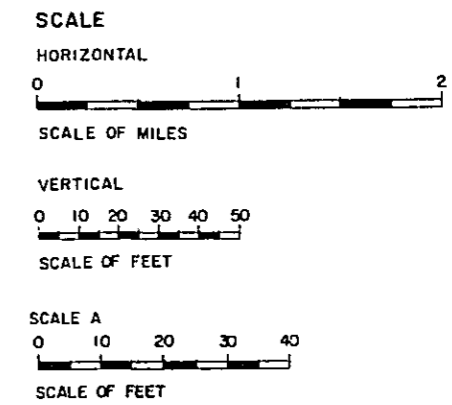 SCALE
HORIZONTAL
0 1 2
SCALE OF MILES
VERTICAL
0 10 20 30 40 50
SCALE OF FEET
SCALE A
0 10 20 30 40
SCALE OF FEET